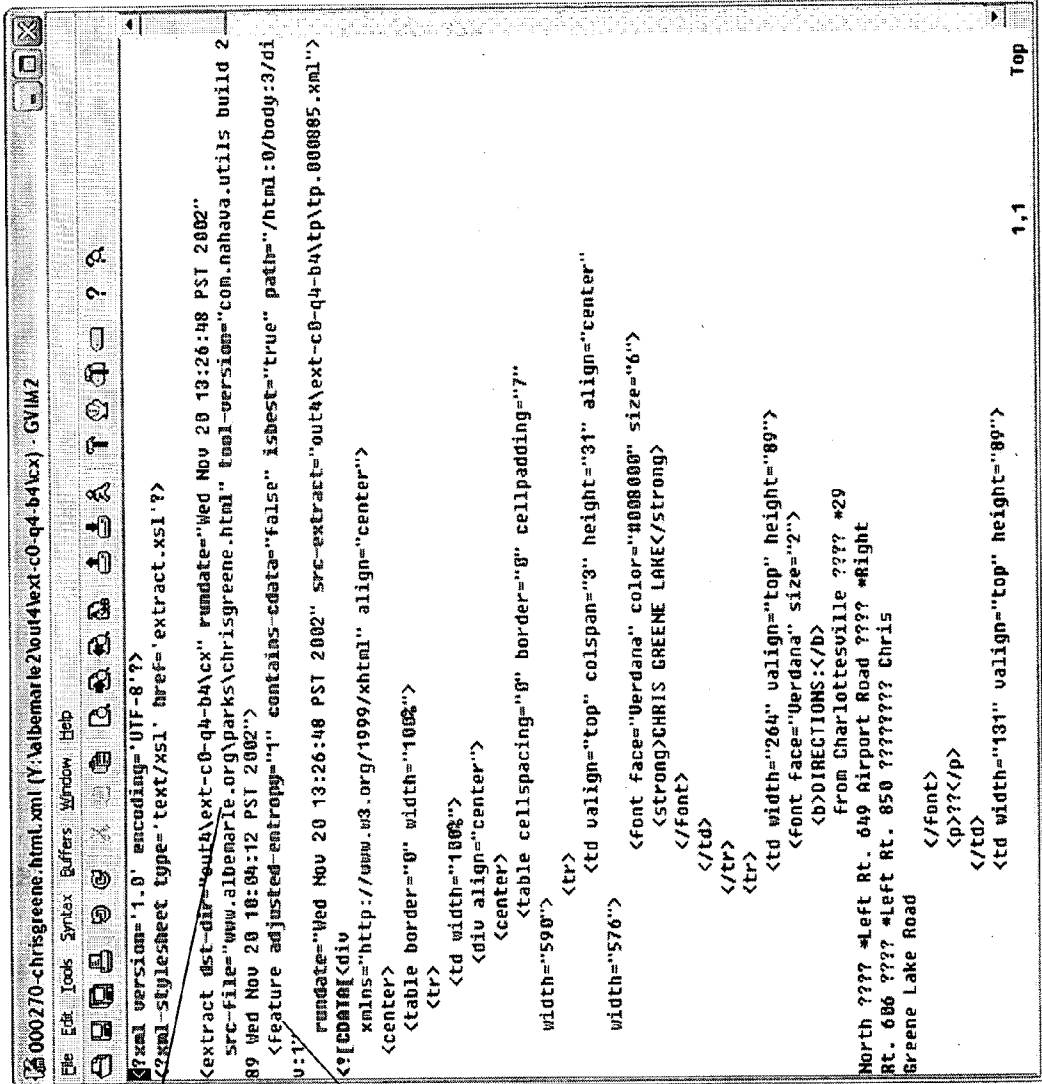 000270-chrisgreene.html.xml (Y:\albemarle2\out4\ext-c0-q4-b4\cx) - GVIM2
File Edit Tools Syntax Buffers Window Help
<?xml version='1.0' encoding='UTF-8'?>
<?xml-stylesheet type='text/xsl' href='extract.xsl'?>
<extract dst-dir="out4\ext-c0-q4-b4\cx" rundate="Wed Nov 20 13:26:48 PST 2002"
src-file="www.albemarle.org\parks\chrisgreene.html" tool-version="com.nahava.utils build 2
89 Wed Nov 20 10:04:12 PST 2002">
<feature adjusted-entropy="1" contains-cdata="false" isbest="true" path="/html:0/body:3/di
v:1"
rundate="Wed Nov 20 13:26:48 PST 2002" src-extract="out4\ext-c0-q4-b4\tp\tp.000885.xml">
<![CDATA[<div
xmlns="http://www.w3.org/1999/xhtml" align="center">
<center>
<table border="0" width="100%">
<tr>
<td width="100%">
<div align="center">
<center>
<table cellspacing="0" border="0" cellpadding="7"
width="590">
<tr>
<td valign="top" colspan="3" height="31" align="center"
width="576">
<font face="Verdana" color="#008000" size="6">
<strong>CHRIS GREENE LAKE</strong>
</font>
</td>
</tr>
<tr>
<td width="264" valign="top" height="89">
<font face="Verdana" size="2">
<b>DIRECTIONS:</b>
from Charlottesville ???? *29
North ???? *Left Rt. 649 Airport Road ???? *Right
Rt. 606 ???? *Left Rt. 850 ???????? Chris
Greene Lake Road
</font>
<p>??</p>
</td>
<td width="131" valign="top" height="89">
1,1 Top